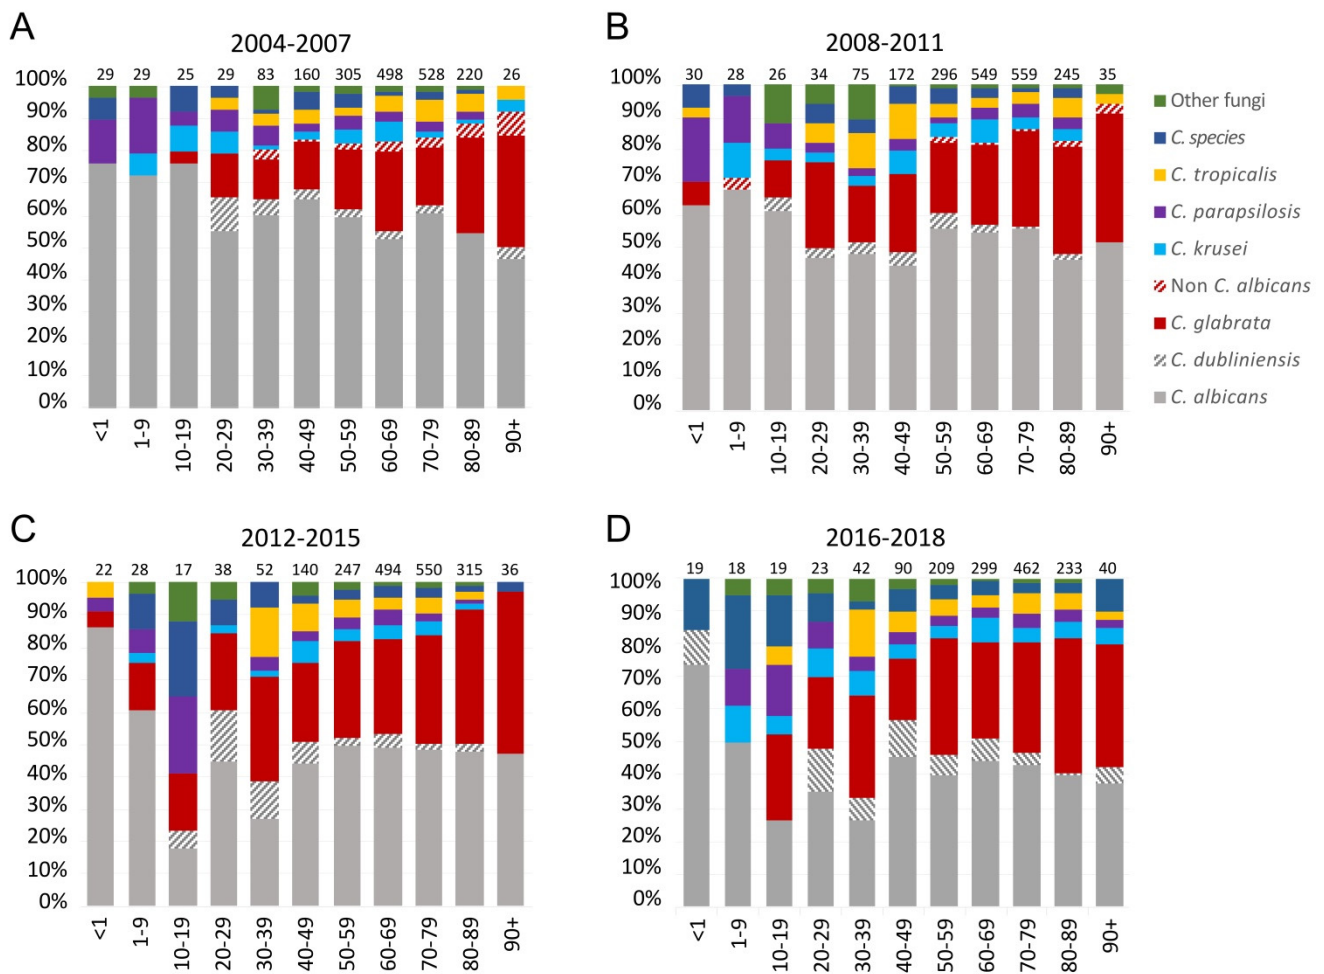 A
2004-2007
29 29 25 29 83 160 305 498 528 220 26
100%
90%
80%
70%
60%
50%
40%
30%
20%
10%
0%
<1 1-9 10-19 20-29 30-39 40-49 50-59 60-69 70-79 80-89 90+
B
2008-2011
30 28 26 34 75 172 296 549 559 245 35
100%
90%
80%
70%
60%
50%
40%
30%
20%
10%
0%
<1 1-9 10-19 20-29 30-39 40-49 50-59 60-69 70-79 80-89 90+
Other fungi
C. species
C. tropicalis
C. parapsilosis
C. krusei
Non C. albicans
C. glabrata
C. dubliniensis
C. albicans
C
2012-2015
22 28 17 38 52 140 247 494 550 315 36
100%
90%
80%
70%
60%
50%
40%
30%
20%
10%
0%
<1 1-9 10-19 20-29 30-39 40-49 50-59 60-69 70-79 80-89 90+
D
2016-2018
19 18 19 23 42 90 209 299 462 233 40
100%
90%
80%
70%
60%
50%
40%
30%
20%
10%
0%
<1 1-9 10-19 20-29 30-39 40-49 50-59 60-69 70-79 80-89 90+